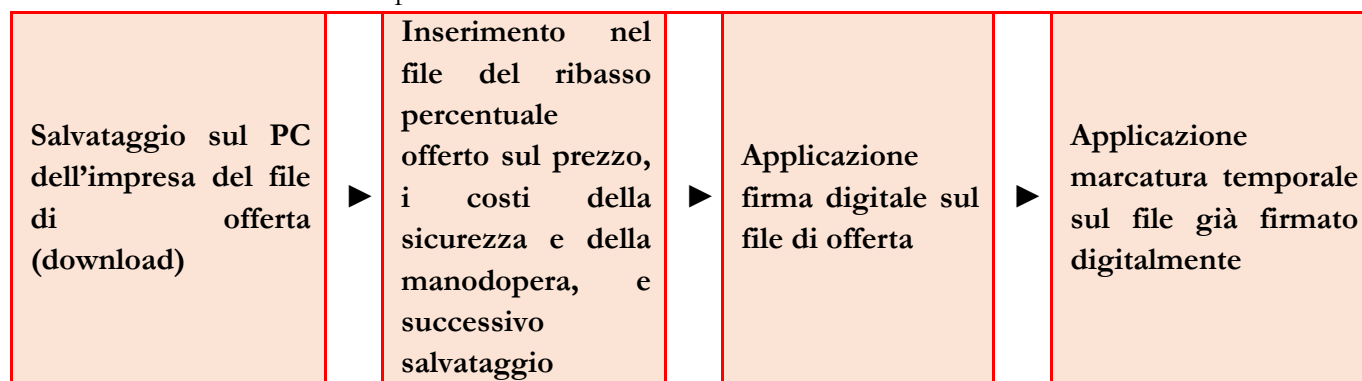 Salvataggio sul PC
dell’impresa del file
di offerta
(download)
►
Inserimento nel
file del ribasso
percentuale
offerto sul prezzo,
i costi della
sicurezza e della
manodopera, e
successivo
salvataggio
►
Applicazione
firma digitale sul
file di offerta
►
Applicazione
marcatura temporale
sul file già firmato
digitalmente